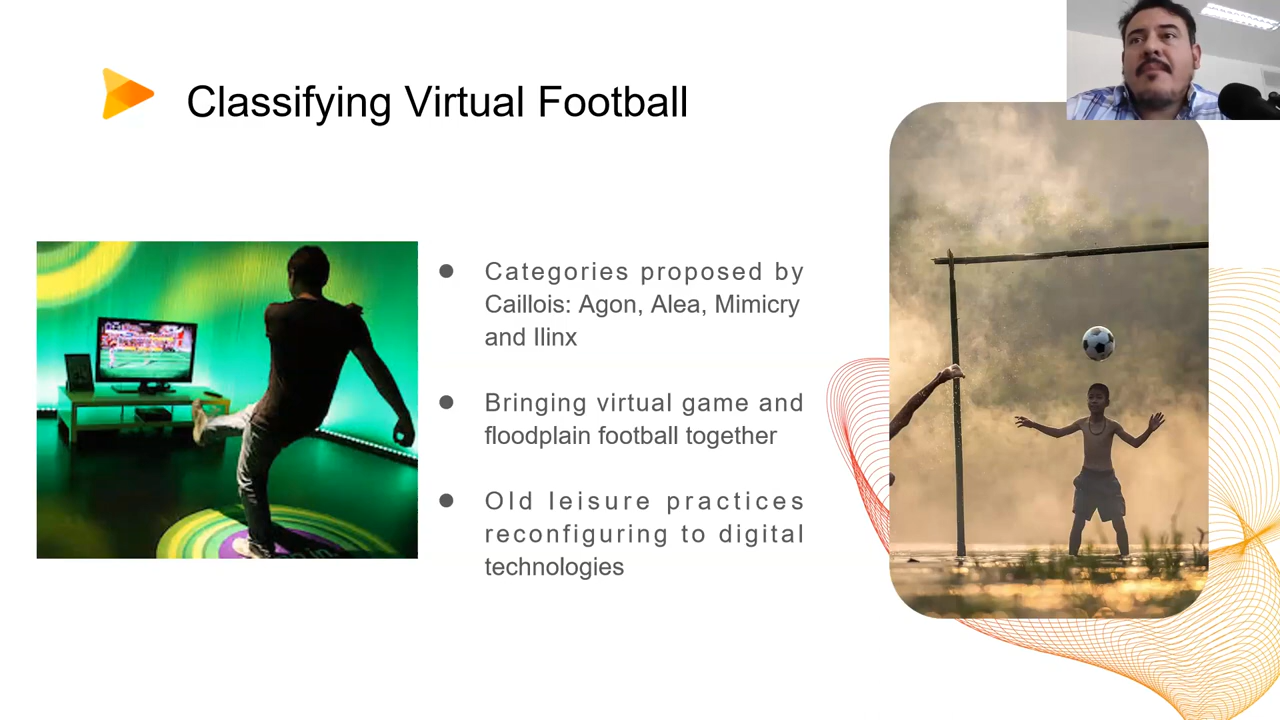 Classifying Virtual Football
● Categories proposed by
Caillois: Agon, Alea, Mimicry
and Ilinx
● Bringing virtual game and
floodplain football together
● Old leisure practices
reconfiguring to digital
technologies